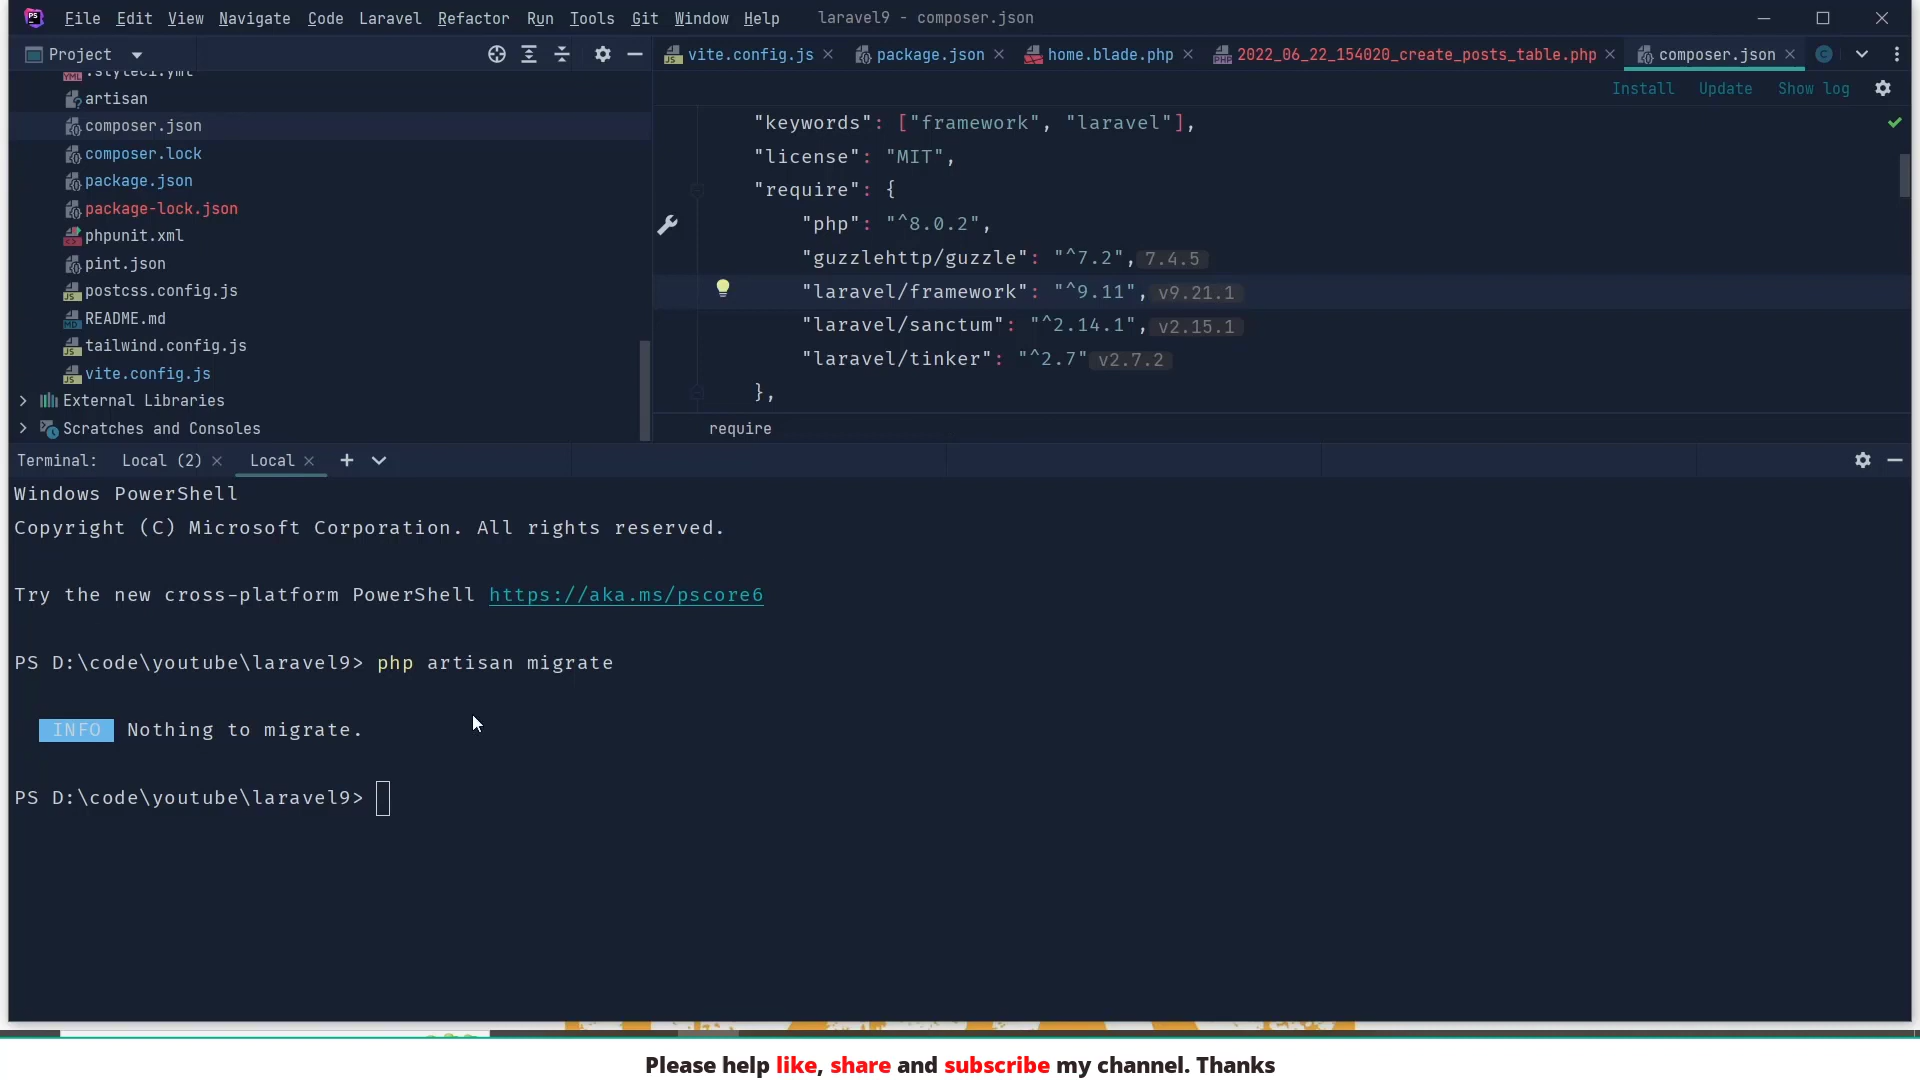 File Edit View Navigate Code Laravel Refactor Run Tools Git Window Help laravel9 - composer.json
Project
vite.config.js package.json home.blade.php 2022_06_22_154020_create_posts_table.php composer.json
Install Update Show log
.styleci.yml
artisan
composer.json
composer.lock
package.json
package-lock.json
phpunit.xml
pint.json
postcss.config.js
README.md
tailwind.config.js
vite.config.js
External Libraries
Scratches and Consoles
"keywords": ["framework", "laravel"],
"license": "MIT",
"require": {
"php": "^8.0.2",
"guzzlehttp/guzzle": "^7.2", 7.4.5
"laravel/framework": "^9.11", v9.21.1
"laravel/sanctum": "^2.14.1", v2.15.1
"laravel/tinker": "^2.7" v2.7.2
},
require
Terminal: Local (2) Local
Windows PowerShell
Copyright (C) Microsoft Corporation. All rights reserved.
Try the new cross-platform PowerShell https://aka.ms/pscore6
PS D:\code\youtube\laravel9> php artisan migrate
INFO Nothing to migrate.
PS D:\code\youtube\laravel9>
Please help like, share and subscribe my channel. Thanks